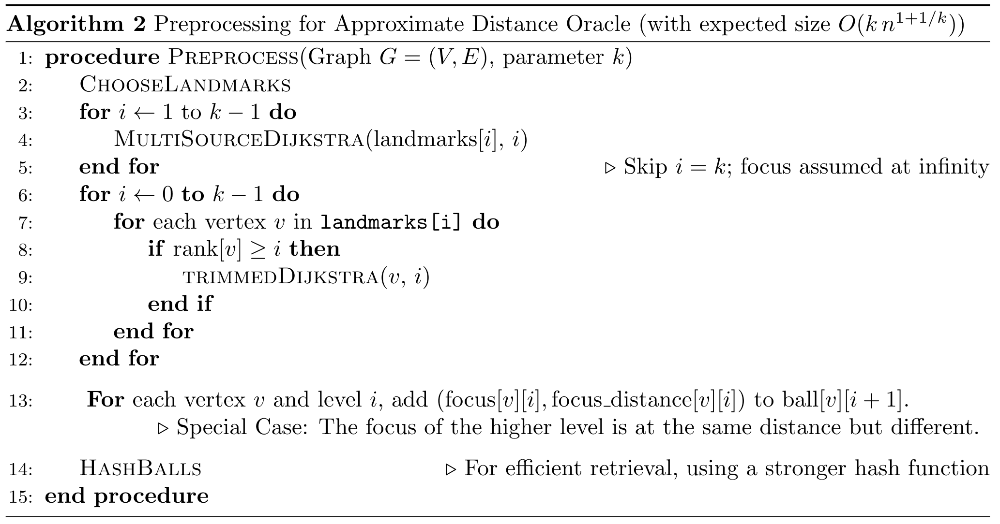 Algorithm 2 Preprocessing for Approximate Distance Oracle (with expected size O(k n^{1+1/k}))
1: procedure PREPROCESS(Graph G = (V, E), parameter k)
2: CHOOSELANDMARKS
3: for i ← 1 to k − 1 do
4: MULTISOURCEDIJKSTRA(landmarks[i], i)
5: end for ▷ Skip i = k; focus assumed at infinity
6: for i ← 0 to k − 1 do
7: for each vertex v in landmarks[i] do
8: if rank[v] ≥ i then
9: TRIMMEDDIJKSTRA(v, i)
10: end if
11: end for
12: end for
13: For each vertex v and level i, add (focus[v][i], focus_distance[v][i]) to ball[v][i + 1].
▷ Special Case: The focus of the higher level is at the same distance but different.
14: HASHBALLS ▷ For efficient retrieval, using a stronger hash function
15: end procedure